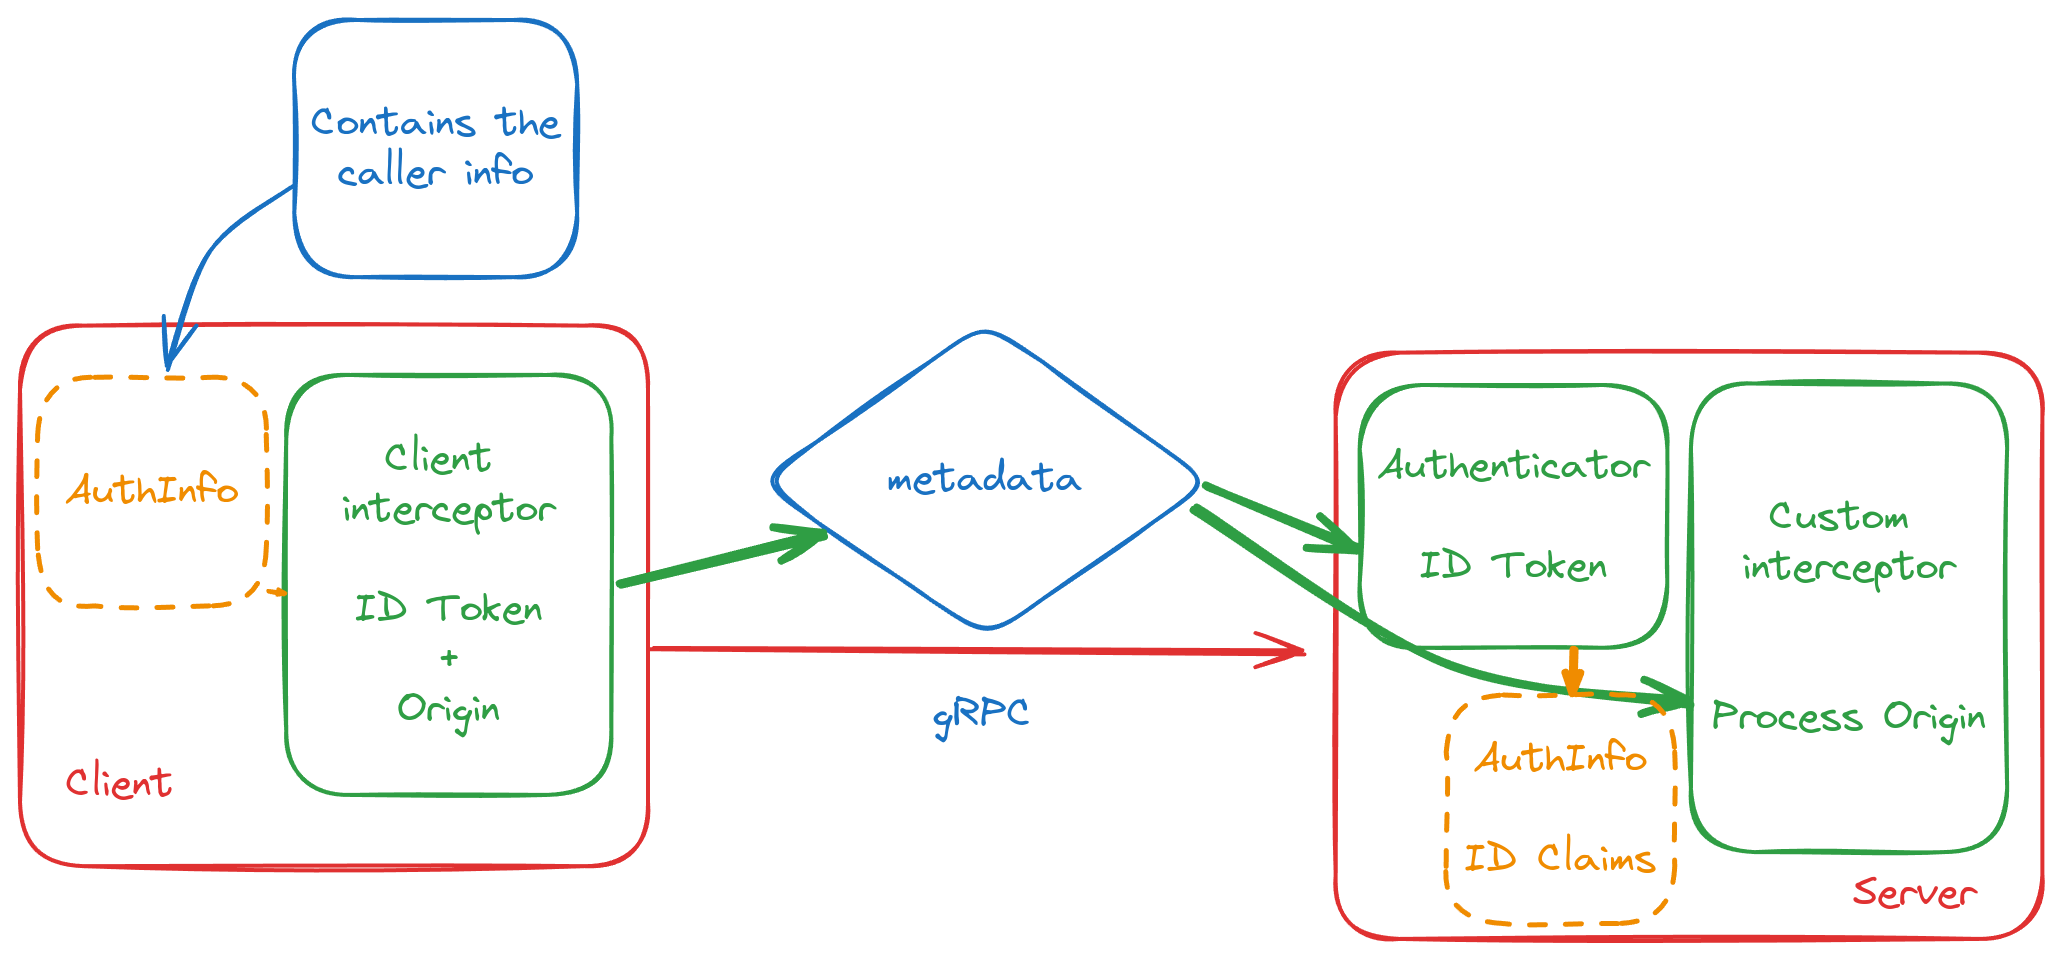 Contains the
caller info
AuthInfo
Client
interceptor
ID Token
+
Origin
Client
metadata
gRPC
Authenticator
ID Token
AuthInfo
ID Claims
Custom
interceptor
Process Origin
Server